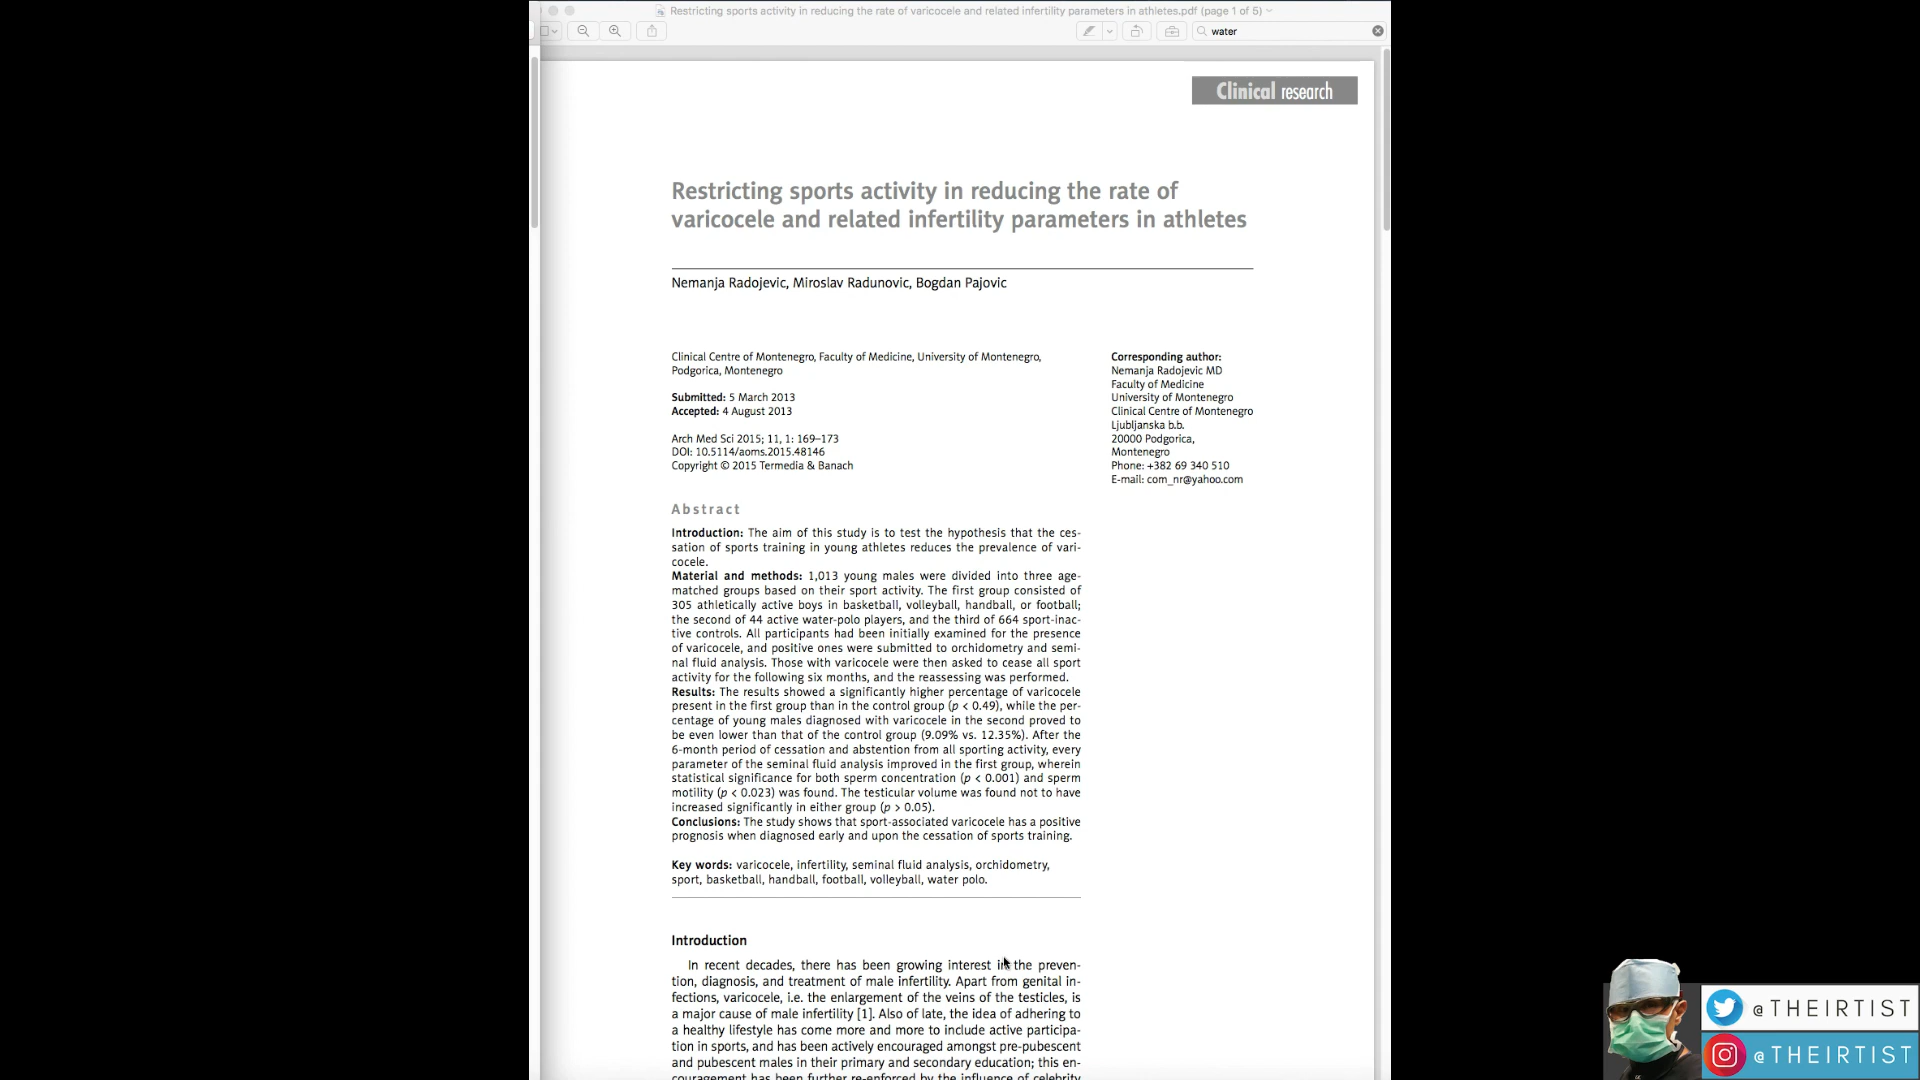 Restricting sports activity in reducing the rate of varicocele and related infertility parameters in athletes.pdf (page 1 of 5)
water
Clinical research
Restricting sports activity in reducing the rate of
varicocele and related infertility parameters in athletes
Nemanja Radojevic, Miroslav Radunovic, Bogdan Pajovic
Clinical Centre of Montenegro, Faculty of Medicine, University of Montenegro,
Podgorica, Montenegro
Submitted: 5 March 2013
Accepted: 4 August 2013
Arch Med Sci 2015; 11, 1: 169–173
DOI: 10.5114/aoms.2015.48146
Copyright © 2015 Termedia & Banach
Corresponding author:
Nemanja Radojevic MD
Faculty of Medicine
University of Montenegro
Clinical Centre of Montenegro
Ljubljanska b.b.
20000 Podgorica,
Montenegro
Phone: +382 69 340 510
E-mail: com_nr@yahoo.com
Abstract
Introduction: The aim of this study is to test the hypothesis that the ces-
sation of sports training in young athletes reduces the prevalence of vari-
cocele.
Material and methods: 1,013 young males were divided into three age-
matched groups based on their sport activity. The first group consisted of
305 athletically active boys in basketball, volleyball, handball, or football;
the second of 44 active water-polo players, and the third of 664 sport-inac-
tive controls. All participants had been initially examined for the presence
of varicocele, and positive ones were submitted to orchidometry and semi-
nal fluid analysis. Those with varicocele were then asked to cease all sport
activity for the following six months, and the reassessing was performed.
Results: The results showed a significantly higher percentage of varicocele
present in the first group than in the control group (p < 0.49), while the per-
centage of young males diagnosed with varicocele in the second proved to
be even lower than that of the control group (9.09% vs. 12.35%). After the
6-month period of cessation and abstention from all sporting activity, every
parameter of the seminal fluid analysis improved in the first group, wherein
statistical significance for both sperm concentration (p < 0.001) and sperm
motility (p < 0.023) was found. The testicular volume was found not to have
increased significantly in either group (p > 0.05).
Conclusions: The study shows that sport-associated varicocele has a positive
prognosis when diagnosed early and upon the cessation of sports training.
Key words: varicocele, infertility, seminal fluid analysis, orchidometry,
sport, basketball, handball, football, volleyball, water polo.
Introduction
In recent decades, there has been growing interest in the preven-
tion, diagnosis, and treatment of male infertility. Apart from genital in-
fections, varicocele, i.e. the enlargement of the veins of the testicles, is
a major cause of male infertility [1]. Also of late, the idea of adhering to
a healthy lifestyle has come more and more to include active participa-
tion in sports, and has been actively encouraged amongst pre-pubescent
and pubescent males in their primary and secondary education; this en-
couragement has been further re-enforced by the influence of celebrity
@THEIRTIST
@THEIRTIST